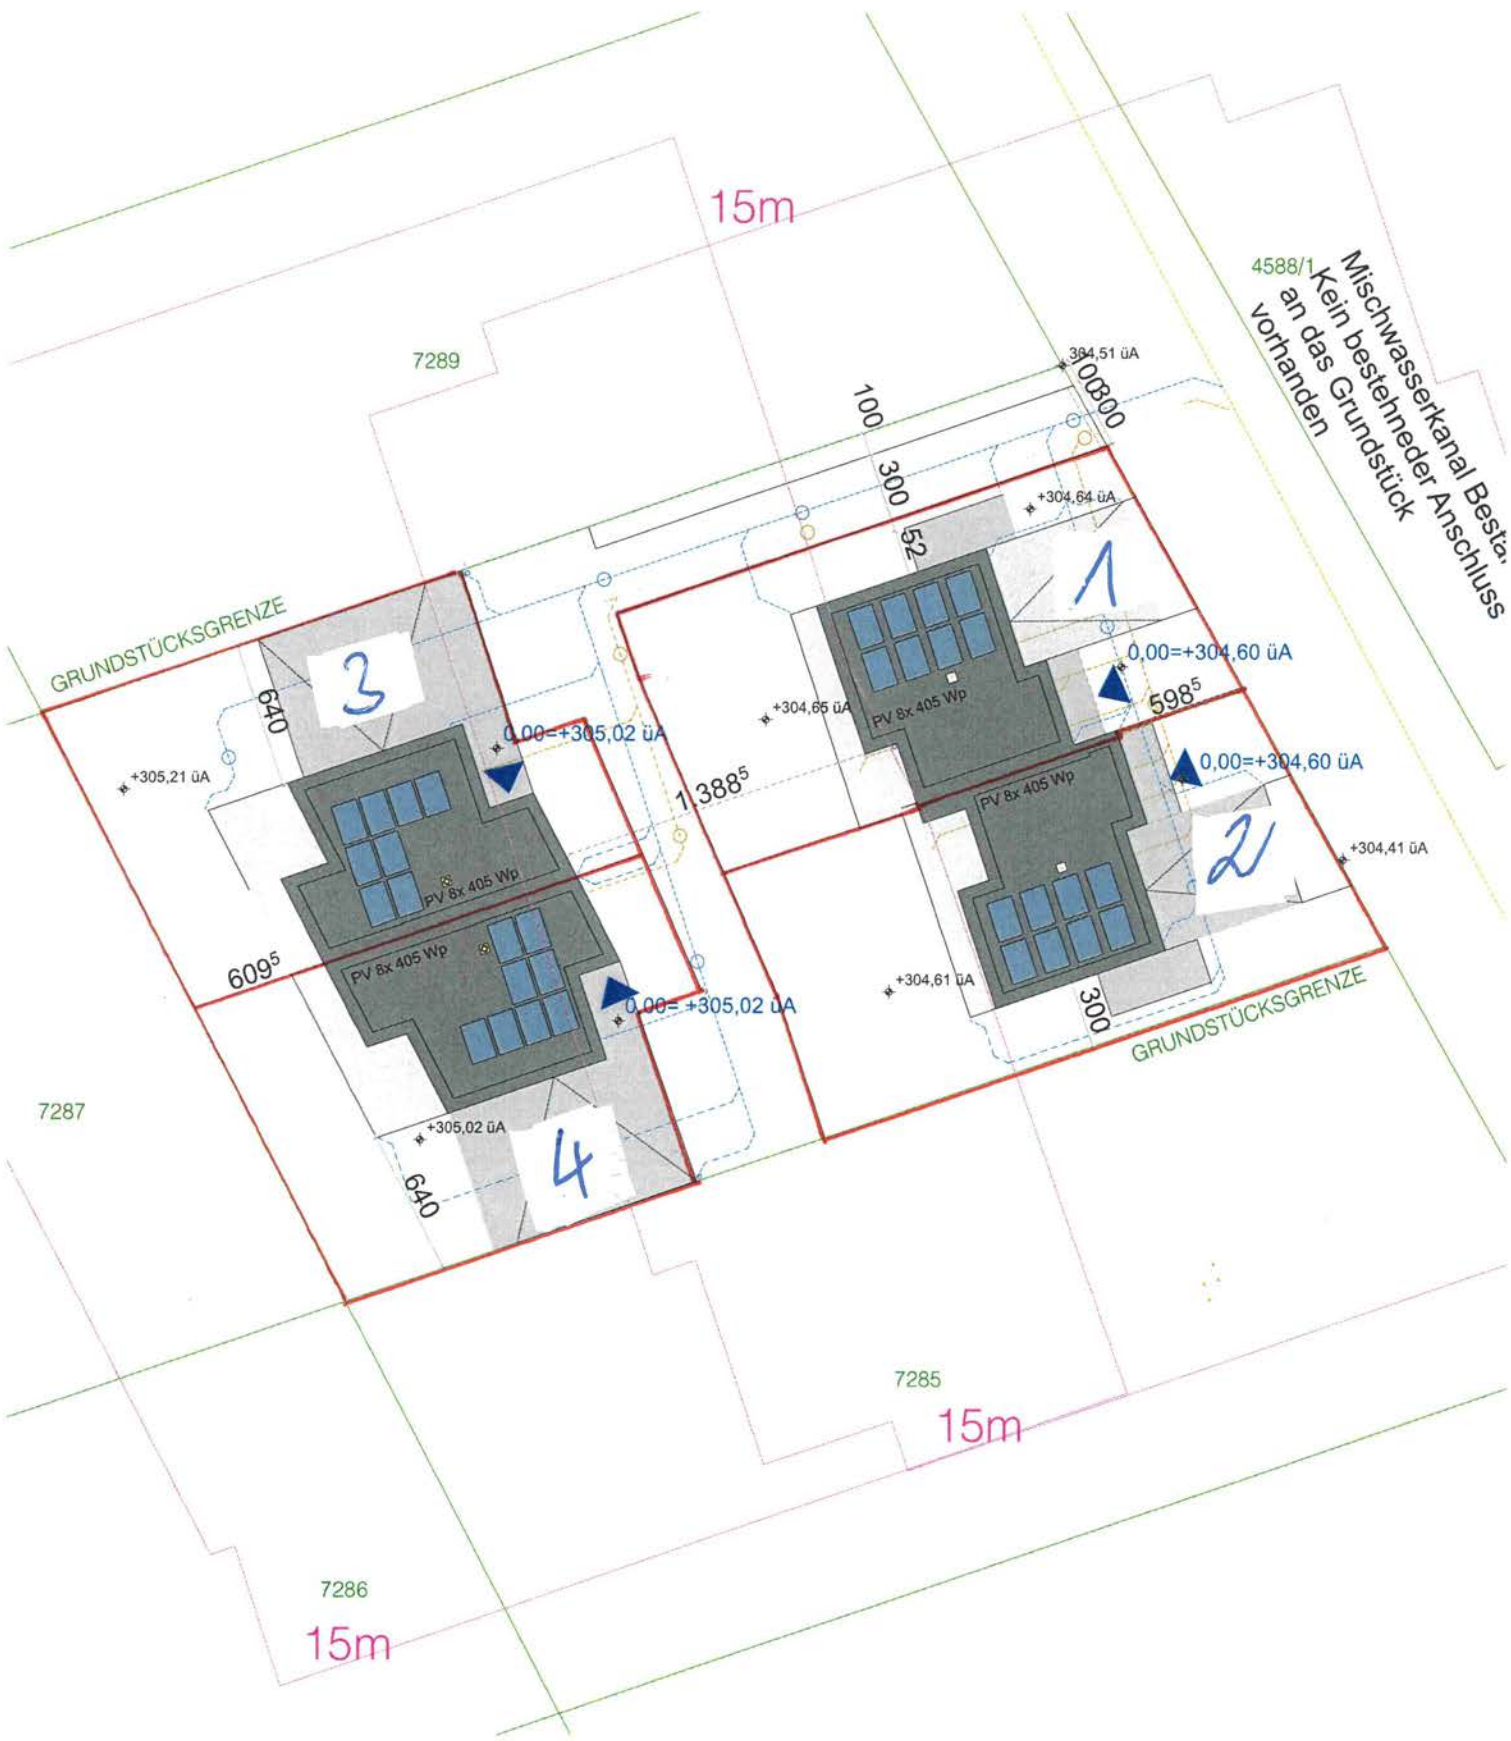 15m
4588/1
Mischwasserkanal Besta
Kein bestehneder Anschluss
an das Grundstück
vorhanden
7289
304,51 üA
100
300
100
300
52
+304,64 üA
1
GRUNDSTÜCKSGRENZE
3
640
0,00=+305,02 üA
+305,21 üA
+304,65 üA
PV 8x 405 Wp
0,00=+304,60 üA
598⁵
0,00=+304,60 üA
PV 8x 405 Wp
1.388⁵
2
+304,41 üA
PV 8x 405 Wp
PV 8x 405 Wp
609⁵
0,00= +305,02 üA
+304,61 üA
300
GRUNDSTÜCKSGRENZE
7287
+305,02 üA
4
640
7285
15m
7286
15m